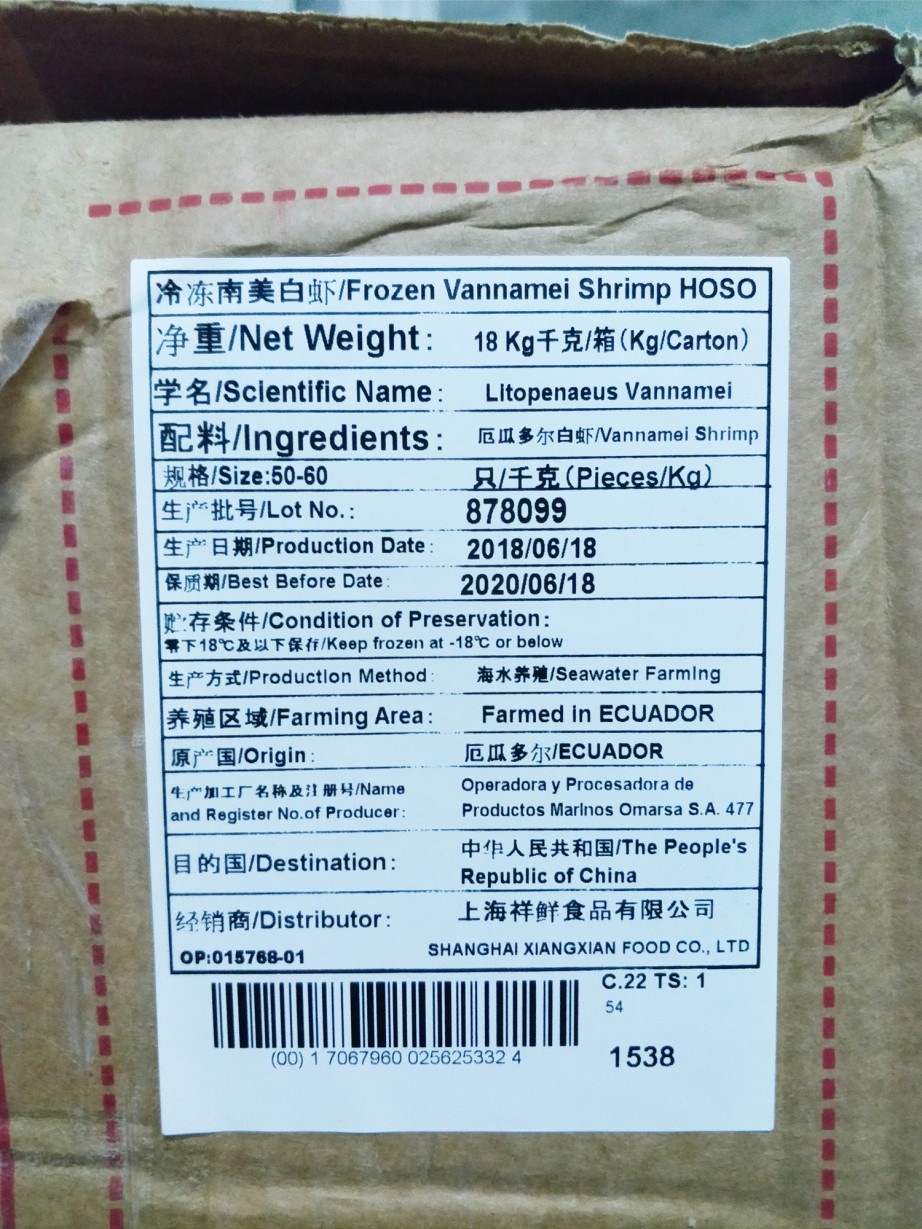 冷冻南美白虾/Frozen Vannamei Shrimp HOSO
净重/Net Weight: 18 Kg千克/箱(Kg/Carton)
学名/Scientific Name: Litopenaeus Vannamei
配料/Ingredients: 厄瓜多尔白虾/Vannamei Shrimp
规格/Size:50-60 只/千克(Pieces/Kg)
生产批号/Lot No.: 878099
生产日期/Production Date: 2018/06/18
保质期/Best Before Date: 2020/06/18
贮存条件/Condition of Preservation:
零下18℃及以下保存/Keep frozen at -18℃ or below
生产方式/Production Method: 海水养殖/Seawater Farming
养殖区域/Farming Area: Farmed in ECUADOR
原产国/Origin: 厄瓜多尔/ECUADOR
生产加工厂名称及注册号/Name Operadora y Procesadora de
and Register No.of Producer: Productos Marinos Omarsa S.A. 477
目的国/Destination: 中华人民共和国/The People's
Republic of China
经销商/Distributor: 上海祥鲜食品有限公司
OP:015768-01 SHANGHAI XIANGXIAN FOOD CO., LTD
C.22 TS: 1
54
(00) 1 7067960 025625332 4
1538